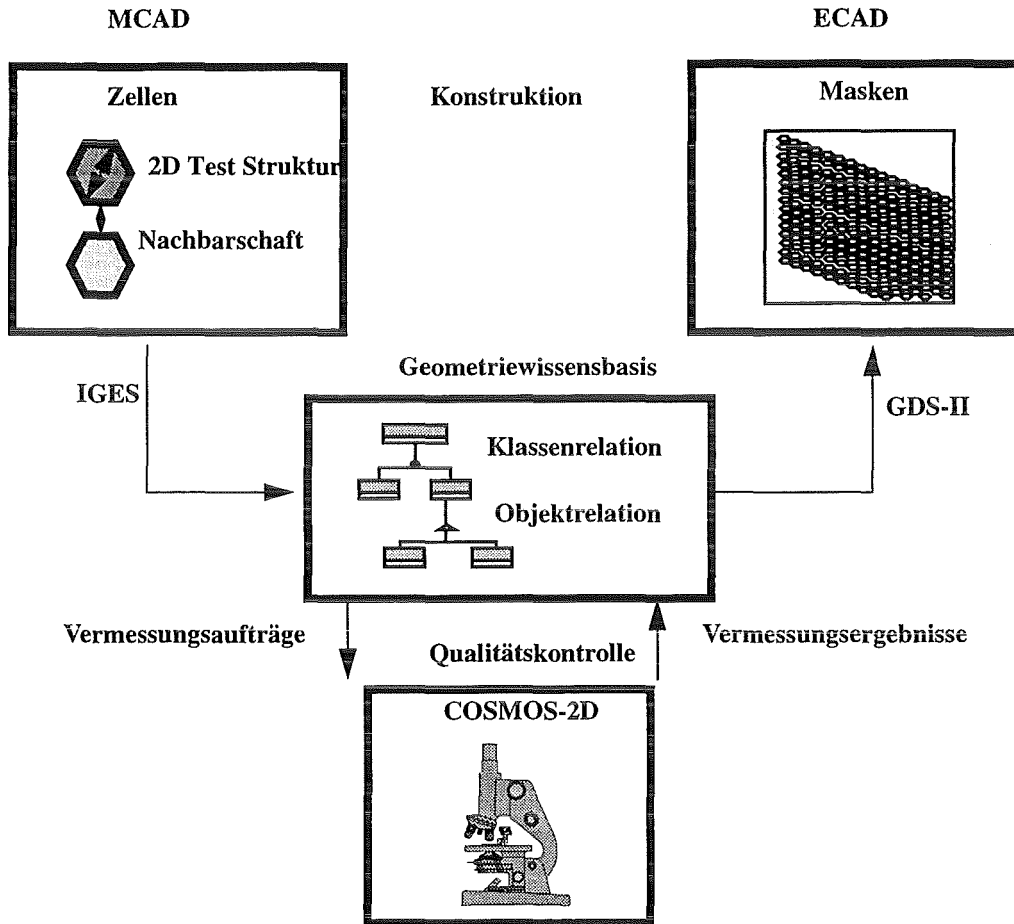 MCAD
ECAD
Zellen
Konstruktion
Masken
2D Test Struktur
Nachbarschaft
Geometriewissensbasis
IGES
GDS-II
Klassenrelation
Objektrelation
Vermessungsaufträge
Vermessungsergebnisse
Qualitätskontrolle
COSMOS-2D